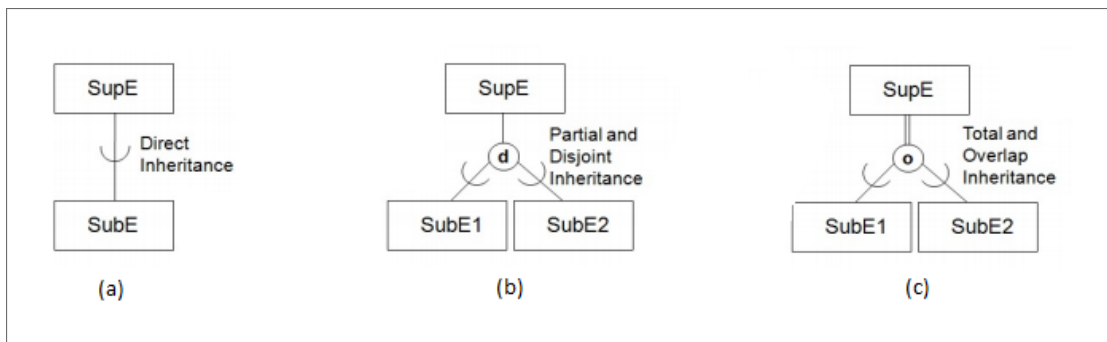 SupE
Direct
Inheritance
SubE
(a)
SupE
d
Partial and
Disjoint
Inheritance
SubE1
SubE2
(b)
SupE
o
Total and
Overlap
Inheritance
SubE1
SubE2
(c)